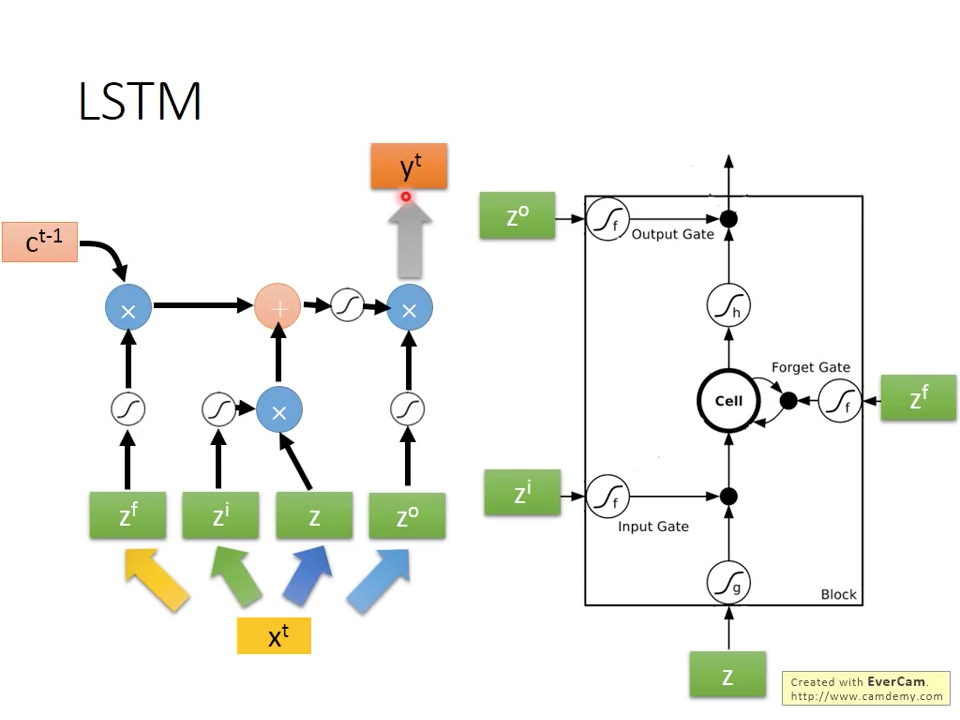 LSTM
y^t
c^t-1
×
+
×
×
z^f
z^i
z
z^o
x^t
z^o
f
Output Gate
h
Forget Gate
Cell
f
z^f
z^i
f
Input Gate
g
Block
z
Created with EverCam.
http://www.camdemy.com